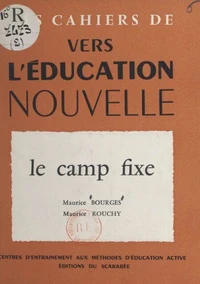 S CAHIERS DE
VERS
L'ÉDUCATION
NOUVELLE
le camp fixe
Maurice BOURGES
Maurice ROUCHY
CENTRES D'ENTRAINEMENT AUX MÉTHODES D'ÉDUCATION ACTIVE
ÉDITIONS DU SCARABÉE